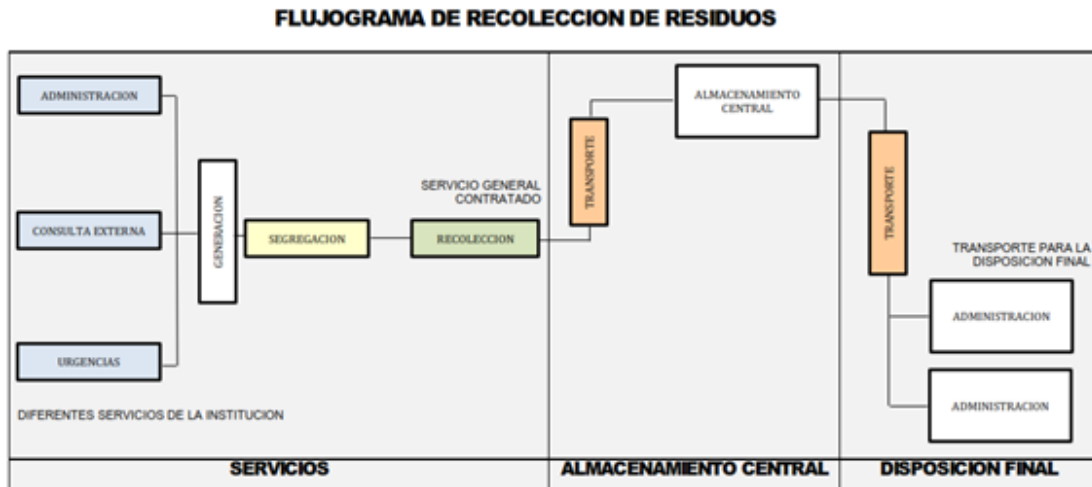 FLUJOGRAMA DE RECOLECCION DE RESIDUOS
ADMINISTRACION
CONSULTA EXTERNA
URGENCIAS
DIFERENTES SERVICIOS DE LA INSTITUCION
GENERACION
SEGREGACION
SERVICIO GENERAL
CONTRATADO
RECOLECCION
TRANSPORTE
ALMACENAMIENTO
CENTRAL
TRANSPORTE
TRANSPORTE PARA LA
DISPOSICION FINAL
ADMINISTRACION
ADMINISTRACION
SERVICIOS
ALMACENAMIENTO CENTRAL
DISPOSICION FINAL